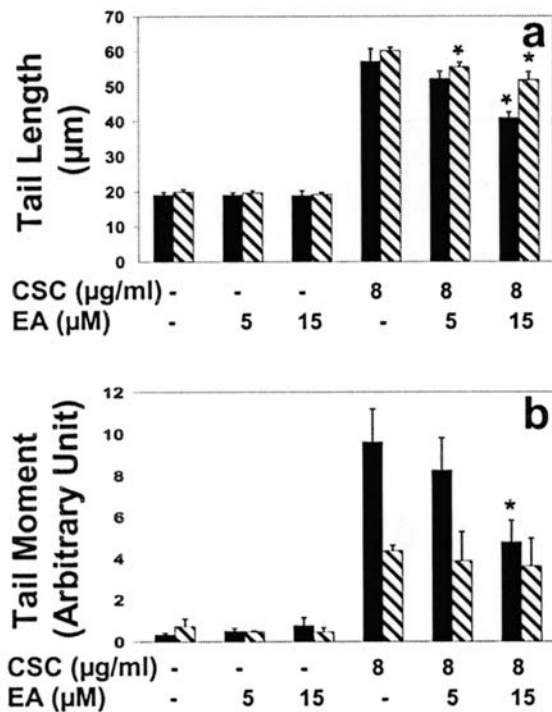 a
70
60
50
40
30
20
10
0
Tail Length
(μm)
* *
*
CSC (μg/ml) - - - 8 8 8
EA (μM) - 5 15 - 5 15
b
12
10
8
6
4
2
0
Tail Moment
(Arbitrary Unit)
*
CSC (μg/ml) - - - 8 8 8
EA (μM) - 5 15 - 5 15